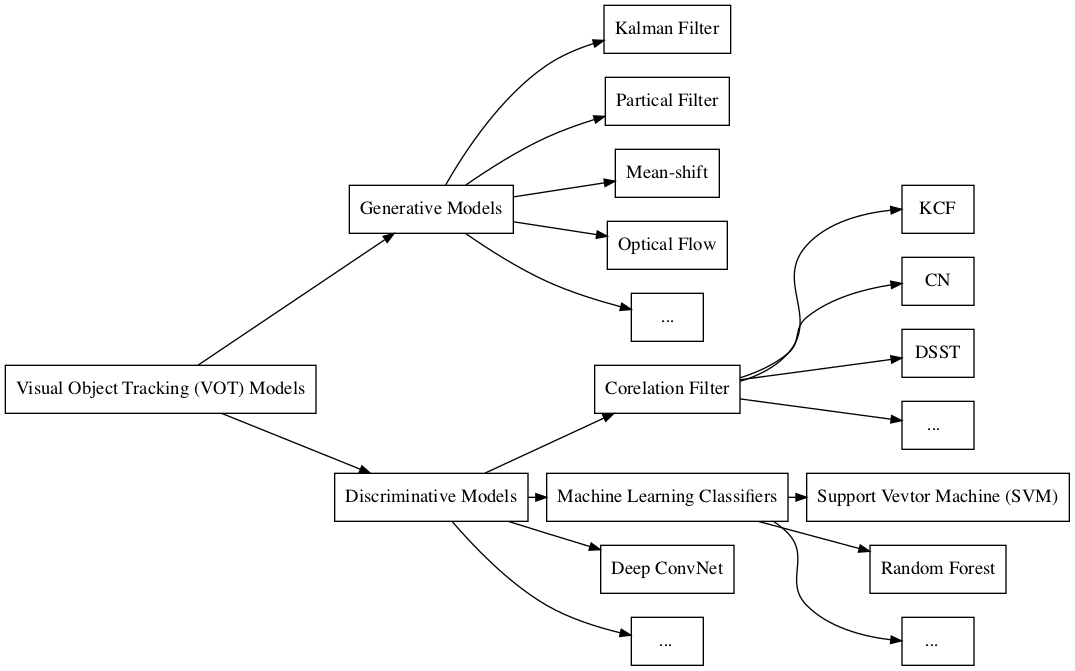 Visual Object Tracking (VOT) Models
Generative Models
Kalman Filter
Partical Filter
Mean-shift
Optical Flow
...
Discriminative Models
Corelation Filter
KCF
CN
DSST
...
Machine Learning Classifiers
Support Vevtor Machine (SVM)
Random Forest
...
Deep ConvNet
...